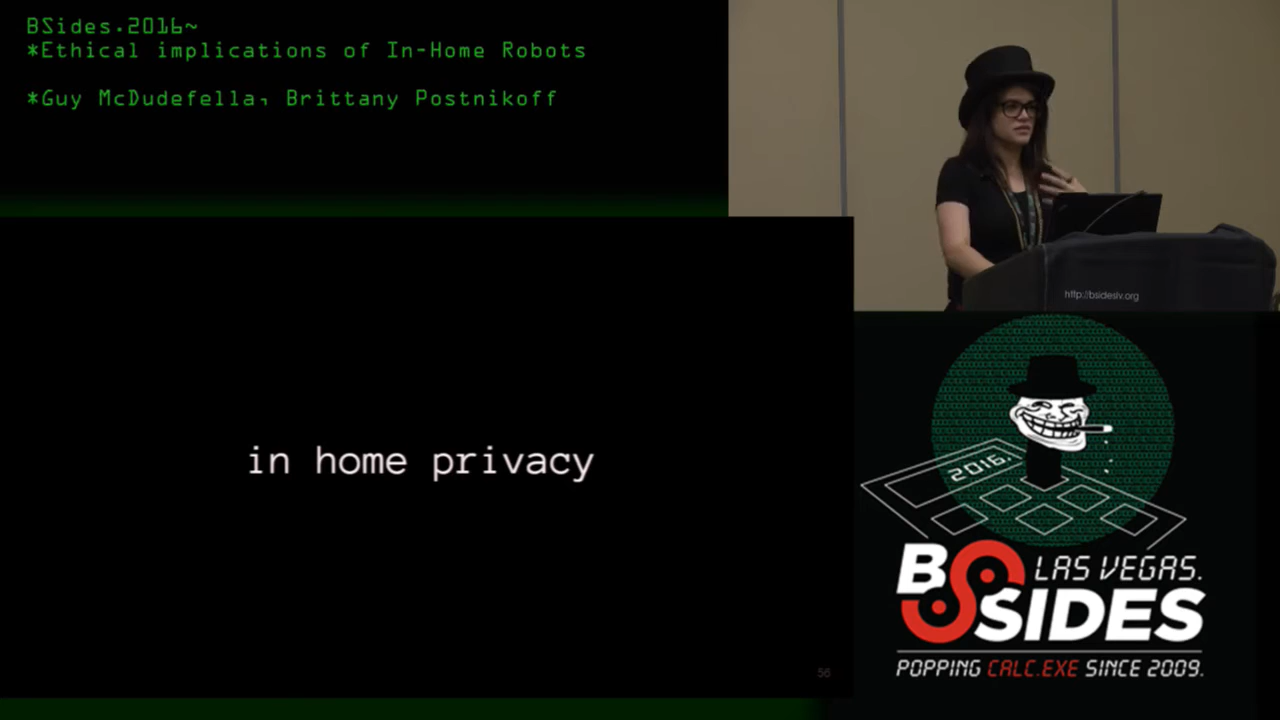 BSides.2016~
*Ethical implications of In-Home Robots
*Guy McDudefella, Brittany Postnikoff
http://bsideslv.org
in home privacy
56
2016.
BSIDES
LAS VEGAS.
POPPING CALC.EXE SINCE 2009.